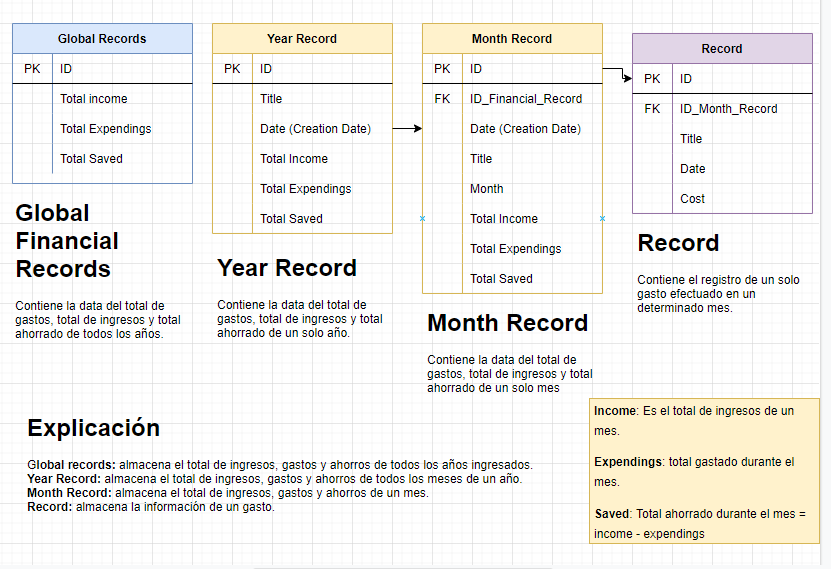 Global Records
PK ID
Total income
Total Expendings
Total Saved
Year Record
PK ID
Title
Date (Creation Date)
Total Income
Total Expendings
Total Saved
Month Record
PK ID
FK ID_Financial_Record
Date (Creation Date)
Title
Month
Total Income
Total Expendings
Total Saved
Record
PK ID
FK ID_Month_Record
Title
Date
Cost
Global
Financial
Records
Contiene la data del total de
gastos, total de ingresos y total
ahorrado de todos los años.
Year Record
Contiene la data del total de
gastos, total de ingresos y total
ahorrado de un solo año.
Month Record
Contiene la data del total de
gastos, total de ingresos y total
ahorrado de un solo mes
Record
Contiene el registro de un solo
gasto efectuado en un
determinado mes.
Explicación
Global records: almacena el total de ingresos, gastos y ahorros de todos los años ingresados.
Year Record: almacena el total de ingresos, gastos y ahorros de todos los meses de un año.
Month Record: almacena el total de ingresos, gastos y ahorros de un mes.
Record: almacena la información de un gasto.
Income: Es el total de ingresos de un
mes.
Expendings: total gastado durante el
mes.
Saved: Total ahorrado durante el mes =
income - expendings